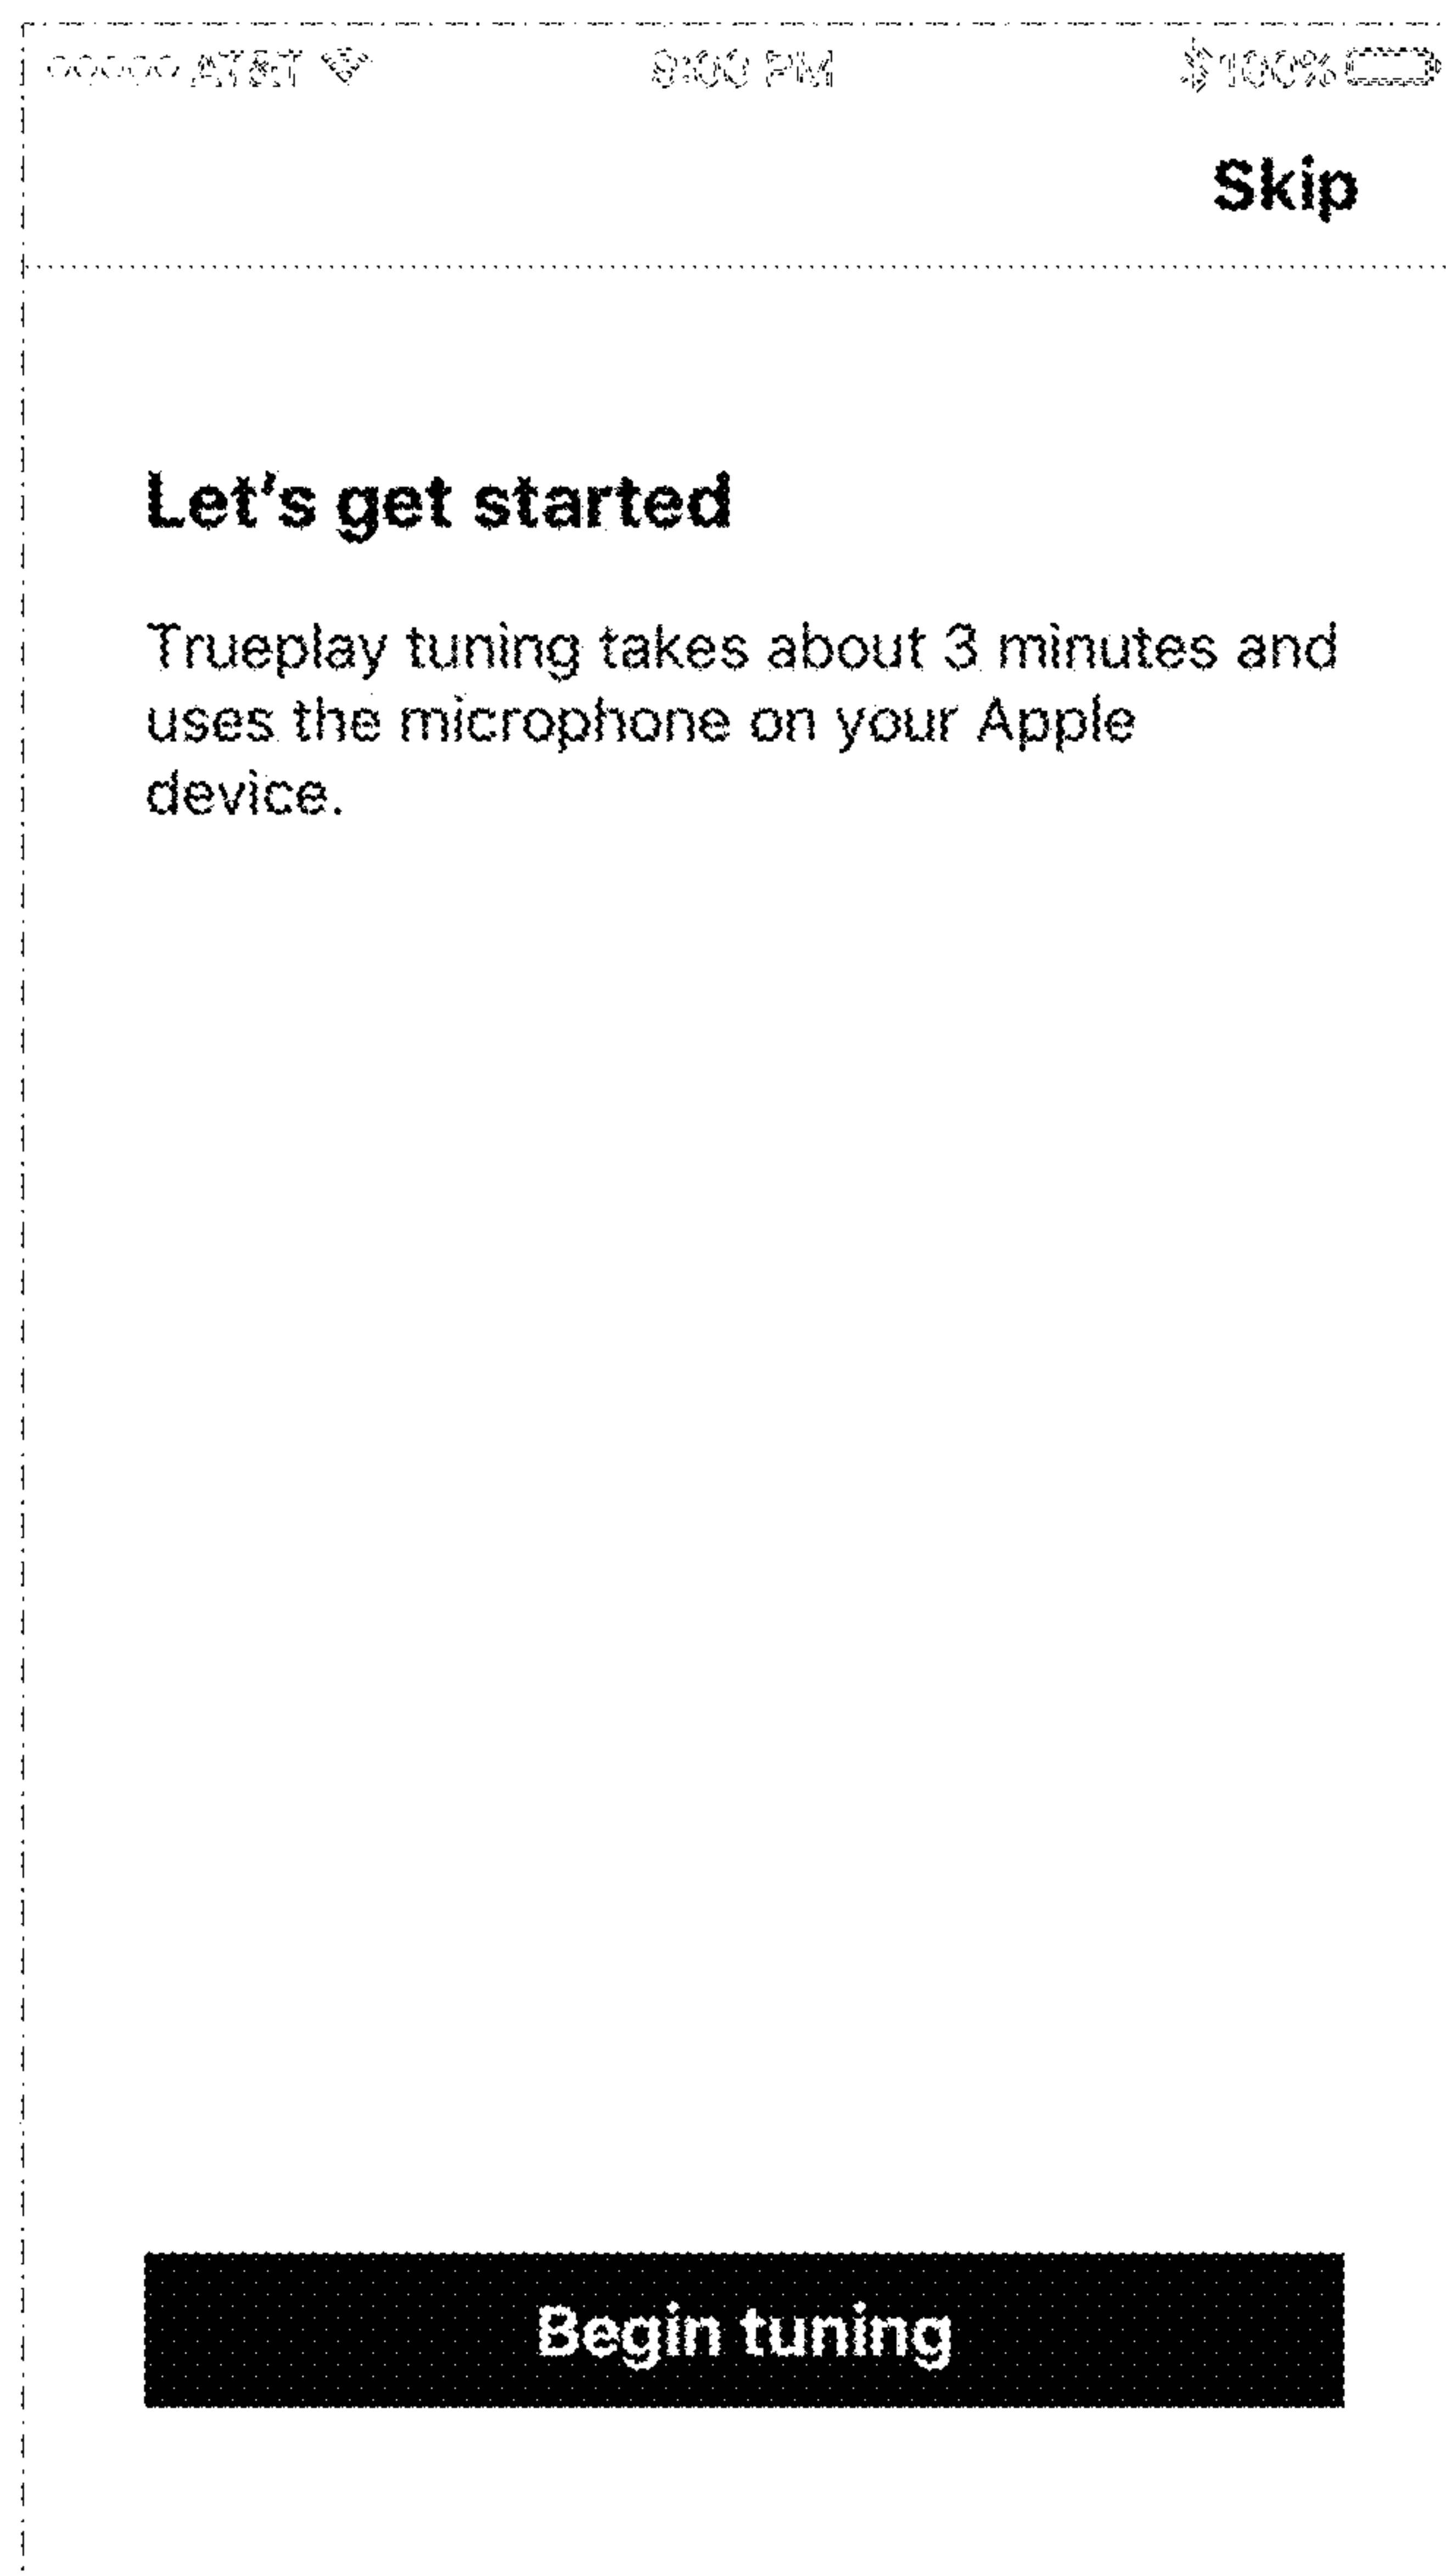 AT&T 9:00 PM 100%
Skip
Let's get started
Trueplay tuning takes about 3 minutes and
uses the microphone on your Apple
device.
Begin tuning